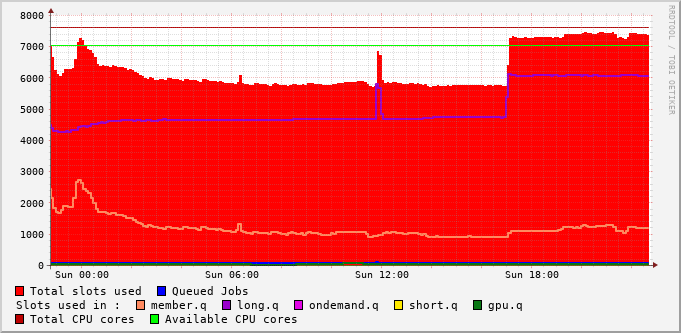 8000
7000
6000
5000
4000
3000
2000
1000
0
Sun 00:00 Sun 06:00 Sun 12:00 Sun 18:00
RRDTOOL / TOBI OETIKER
Total slots used Queued Jobs
Slots used in : member.q long.q ondemand.q short.q gpu.q
Total CPU cores Available CPU cores